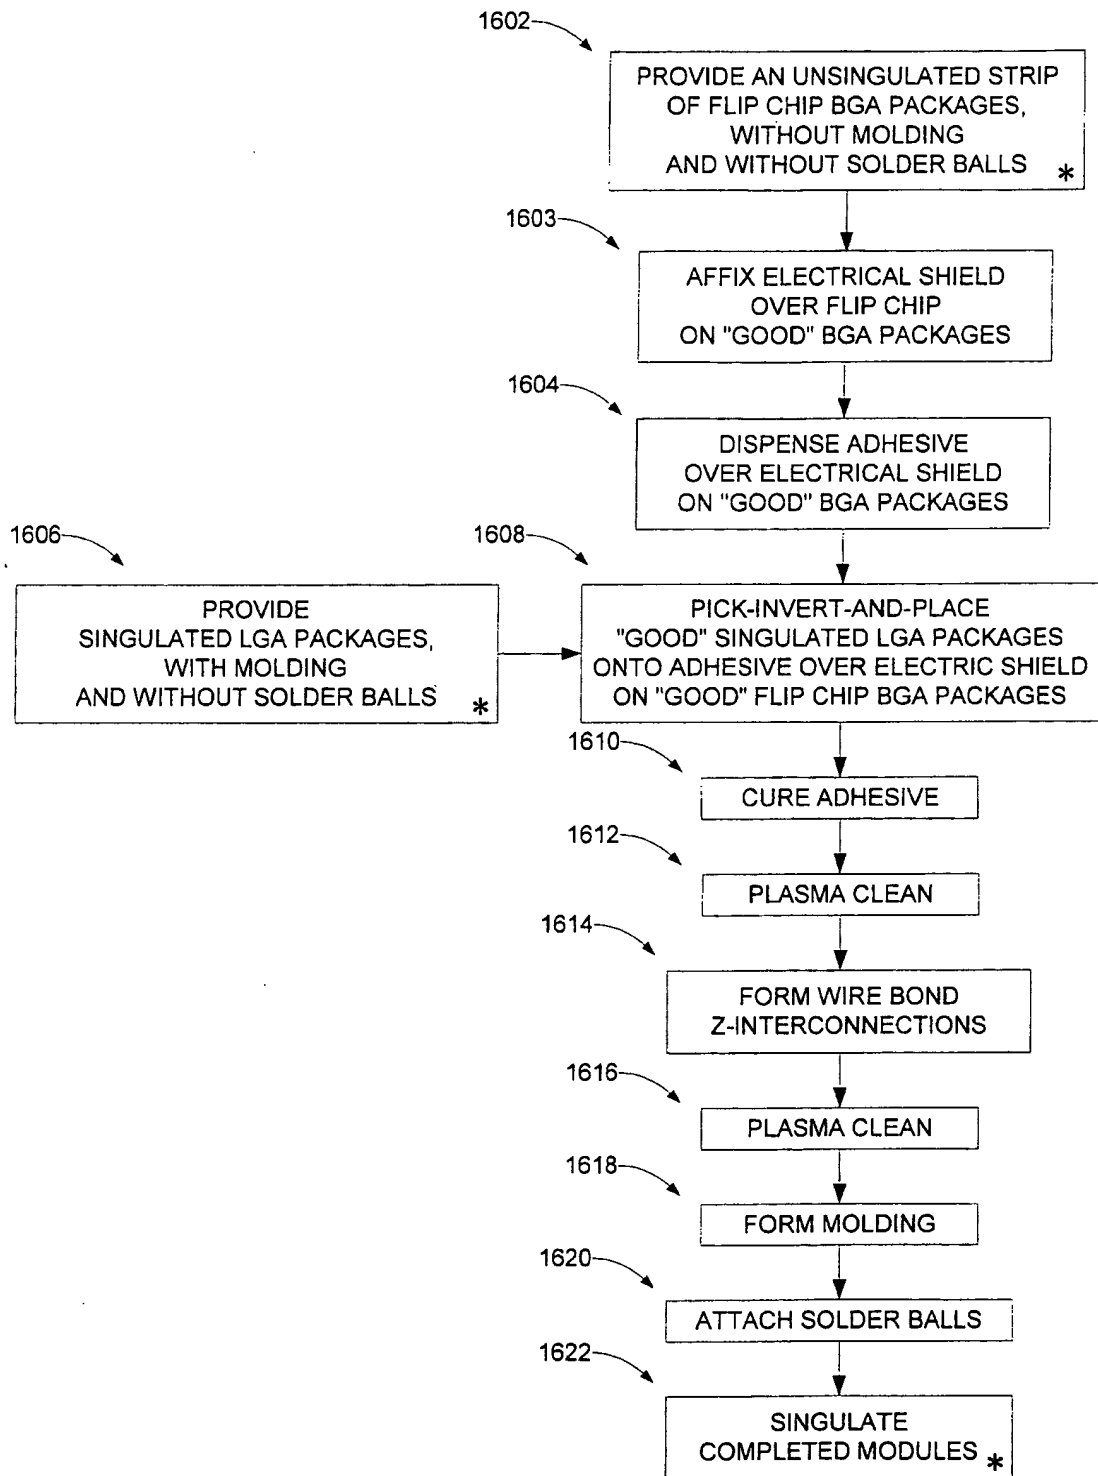 1602
PROVIDE AN UNSINGULATED STRIP
OF FLIP CHIP BGA PACKAGES,
WITHOUT MOLDING
AND WITHOUT SOLDER BALLS *
1603
AFFIX ELECTRICAL SHIELD
OVER FLIP CHIP
ON "GOOD" BGA PACKAGES
1604
DISPENSE ADHESIVE
OVER ELECTRICAL SHIELD
ON "GOOD" BGA PACKAGES
1606
PROVIDE
SINGULATED LGA PACKAGES,
WITH MOLDING
AND WITHOUT SOLDER BALLS *
1608
PICK-INVERT-AND-PLACE
"GOOD" SINGULATED LGA PACKAGES
ONTO ADHESIVE OVER ELECTRIC SHIELD
ON "GOOD" FLIP CHIP BGA PACKAGES
1610
CURE ADHESIVE
1612
PLASMA CLEAN
1614
FORM WIRE BOND
Z-INTERCONNECTIONS
1616
PLASMA CLEAN
1618
FORM MOLDING
1620
ATTACH SOLDER BALLS
1622
SINGULATE
COMPLETED MODULES *